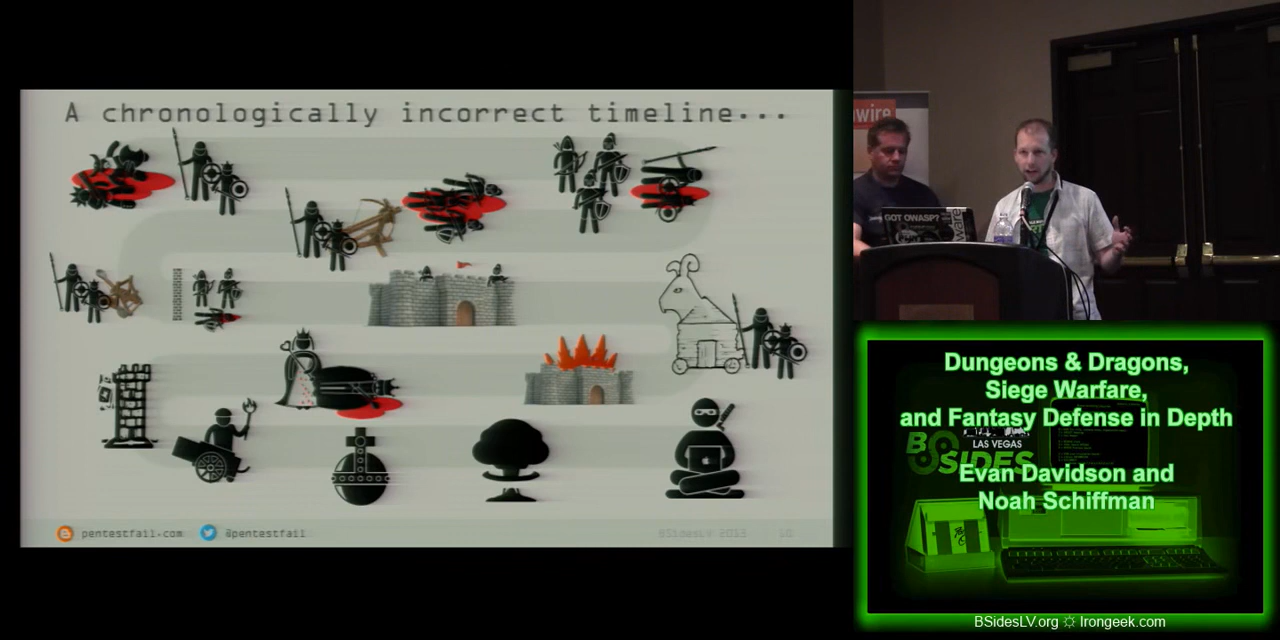 A chronologically incorrect timeline...
pentestfail.com
@pentestfail
BSidesLV 2013
10
wire
GOT OWASP?
Dungeons & Dragons,
Siege Warfare,
and Fantasy Defense in Depth
BSIDES
LAS VEGAS
Evan Davidson and
Noah Schiffman
BSidesLV.org ☼ Irongeek.com